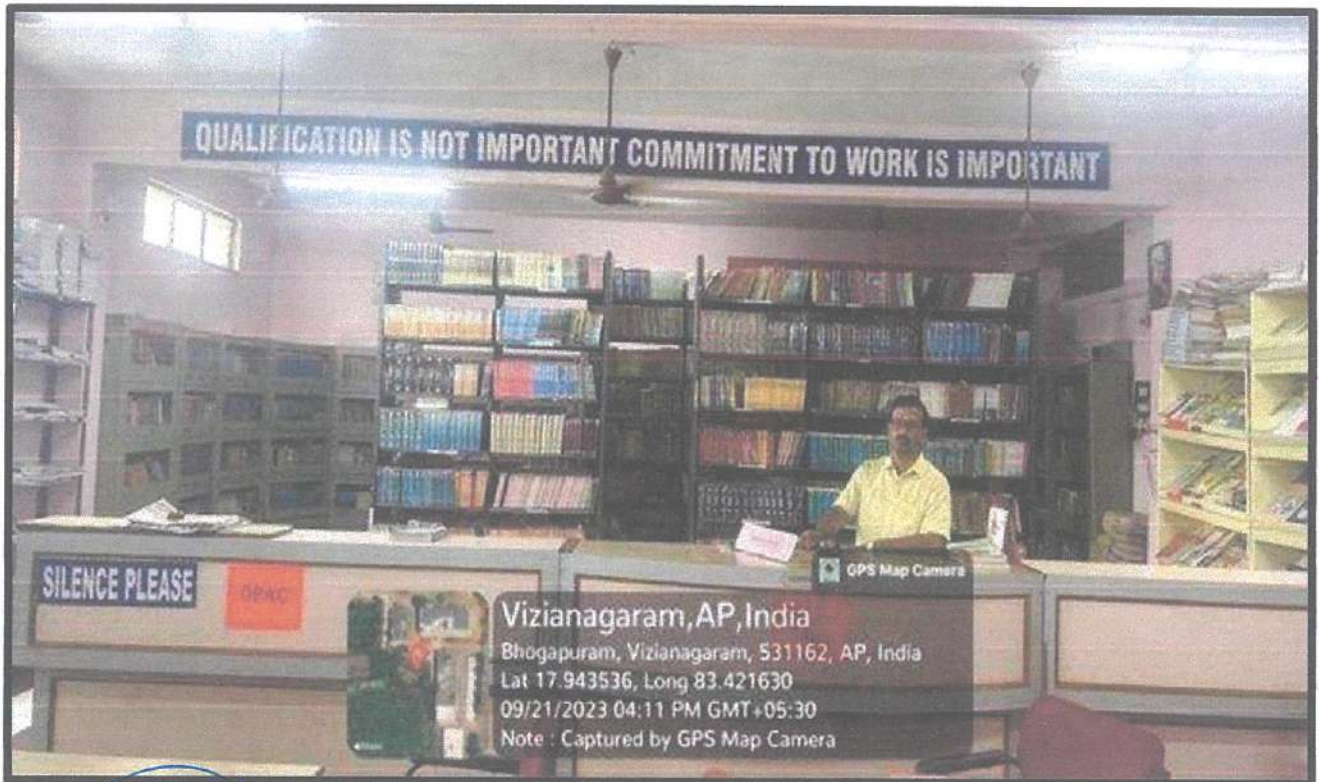 QUALIFICATION IS NOT IMPORTANT COMMITMENT TO WORK IS IMPORTANT
SILENCE PLEASE
OPAC
GPS Map Camera
Vizianagaram,AP,India
Bhogapuram, Vizianagaram, 531162, AP, India
Lat 17.943536, Long 83.421630
09/21/2023 04:11 PM GMT+05:30
Note : Captured by GPS Map Camera